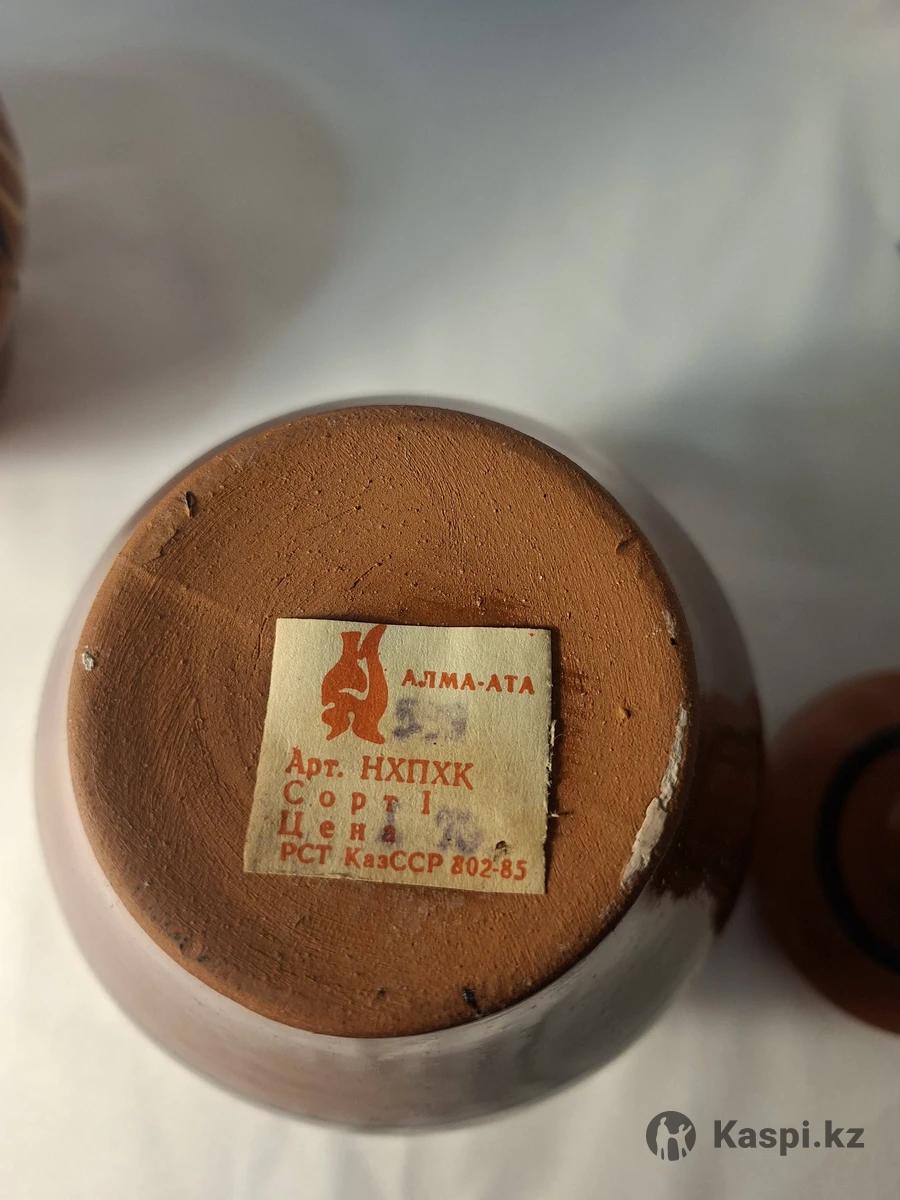 АЛМА-АТА
Арт. НХПХК
Сорт I
Цена
РСТ КазССР 802-85
Kaspi.kz